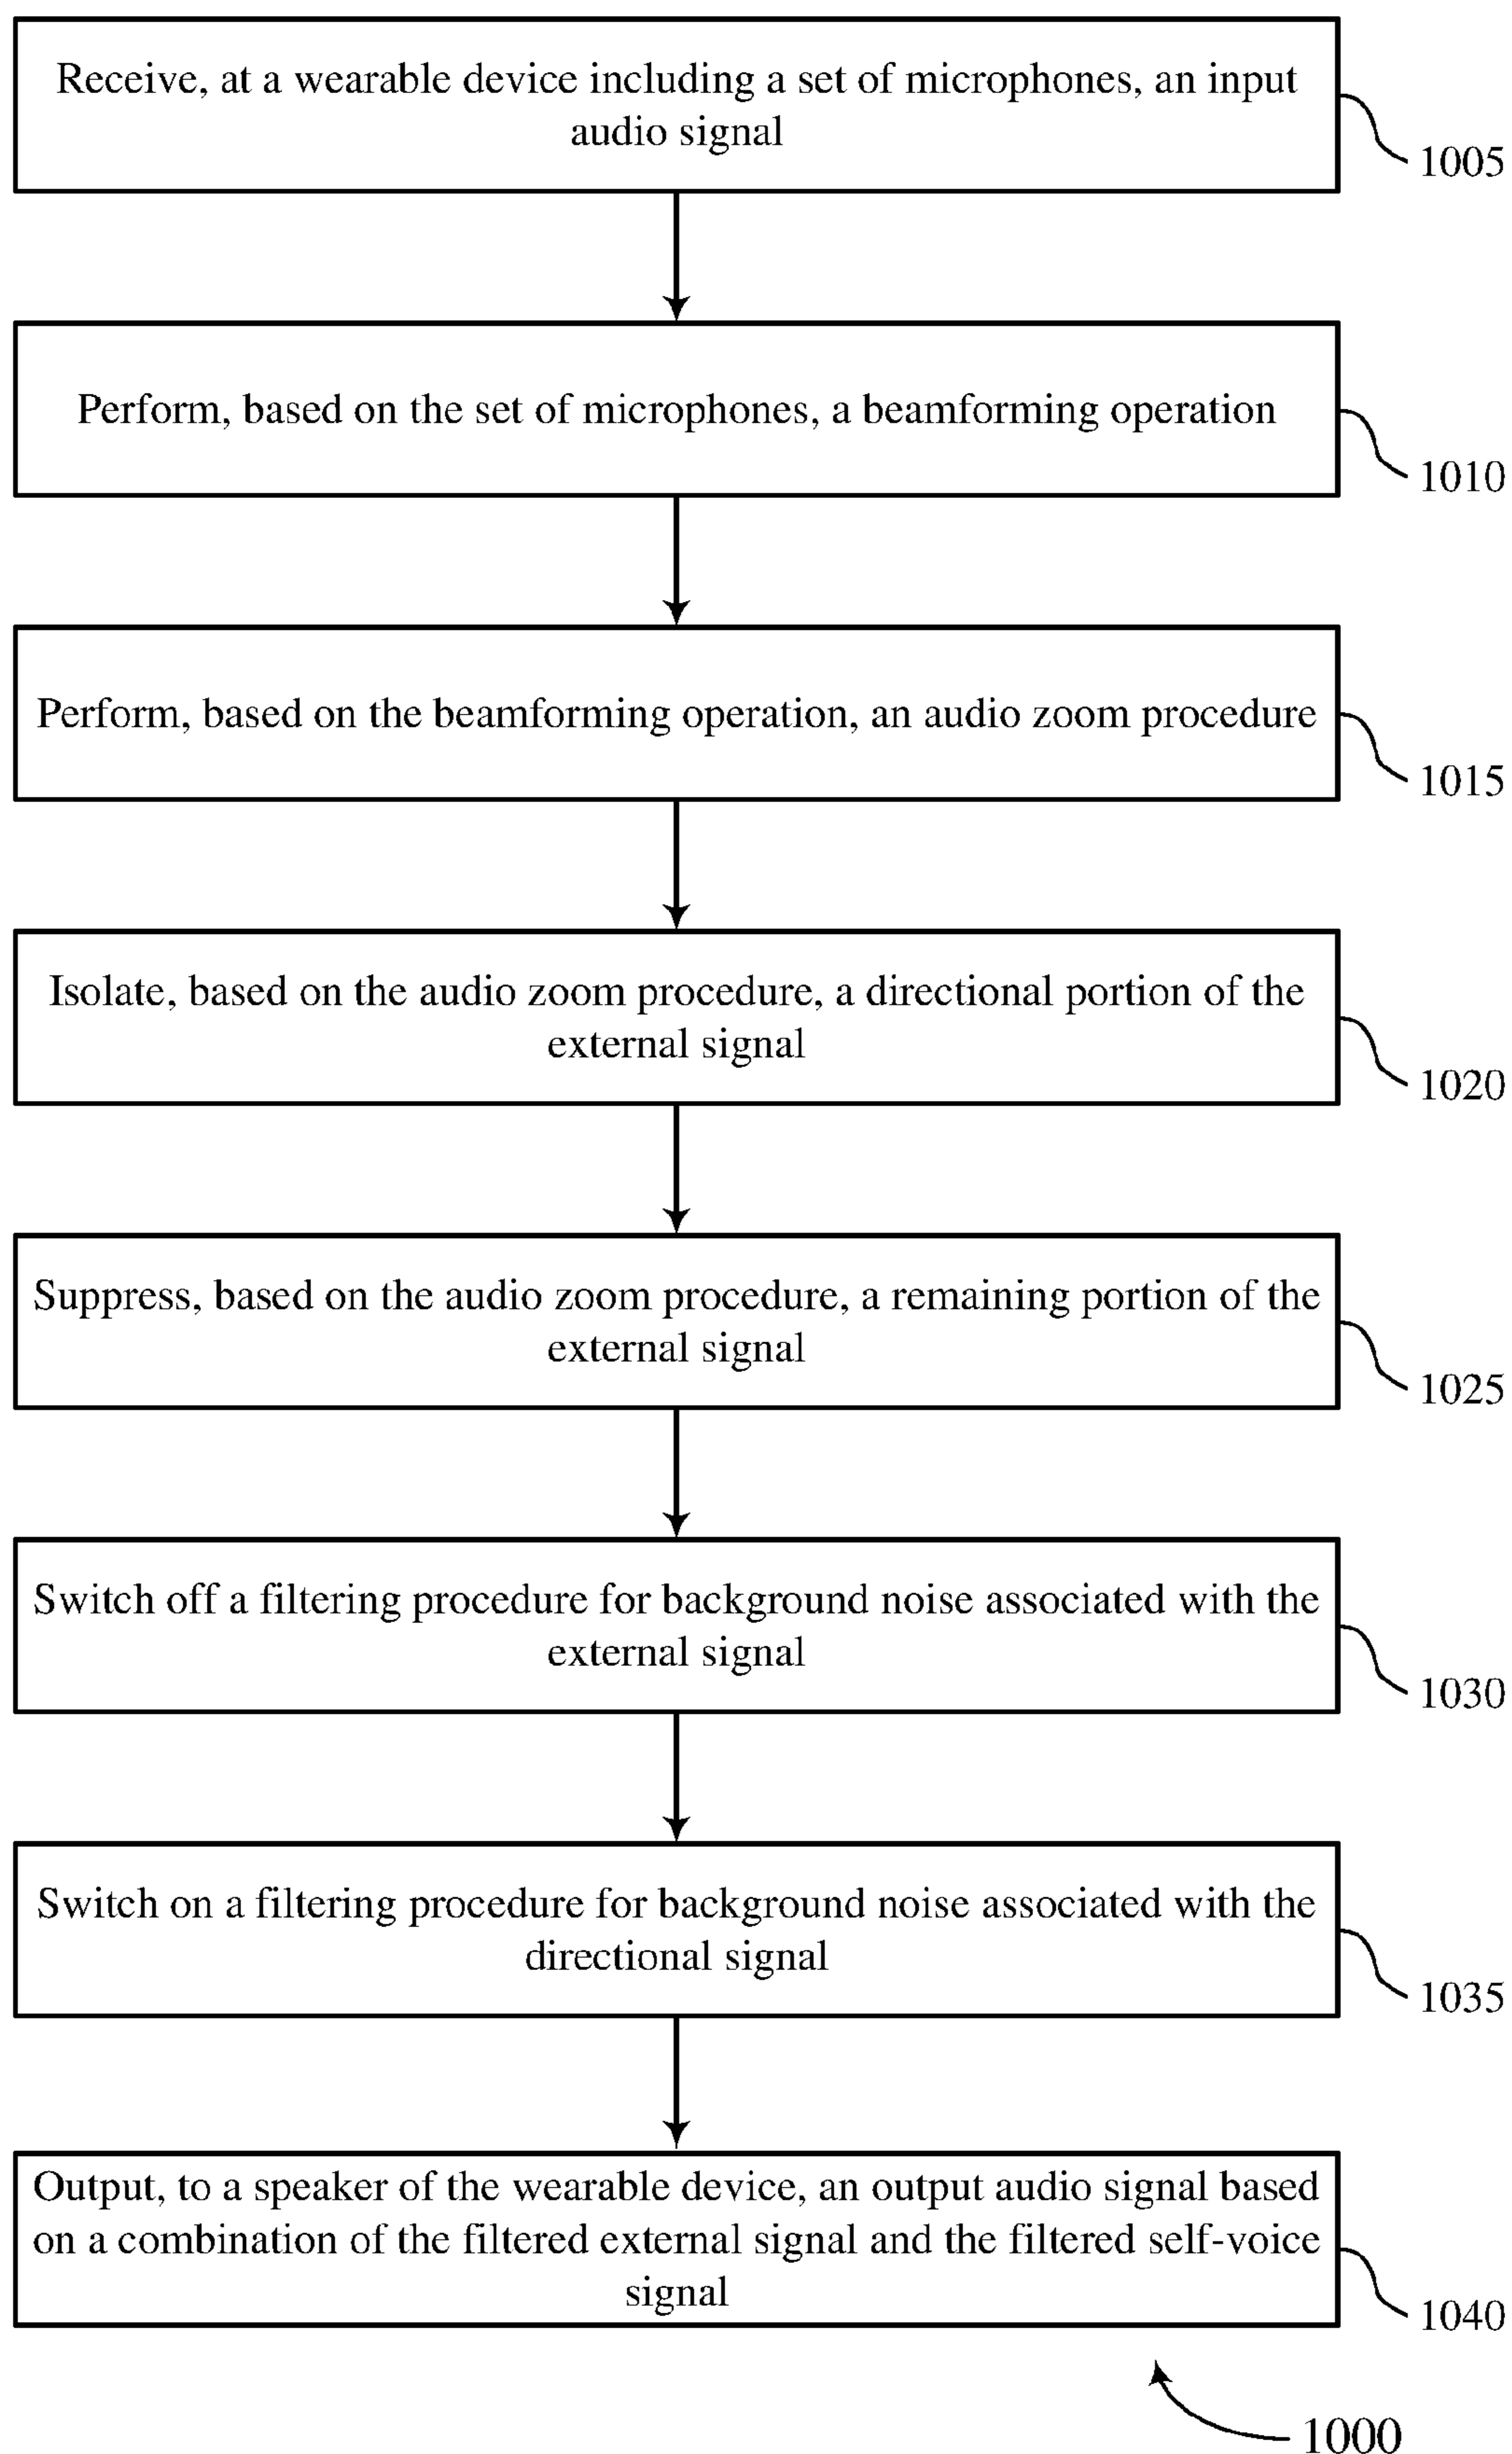 Receive, at a wearable device including a set of microphones, an input
audio signal
1005
Perform, based on the set of microphones, a beamforming operation
1010
Perform, based on the beamforming operation, an audio zoom procedure
1015
Isolate, based on the audio zoom procedure, a directional portion of the
external signal
1020
Suppress, based on the audio zoom procedure, a remaining portion of the
external signal
1025
Switch off a filtering procedure for background noise associated with the
external signal
1030
Switch on a filtering procedure for background noise associated with the
directional signal
1035
Output, to a speaker of the wearable device, an output audio signal based
on a combination of the filtered external signal and the filtered self-voice
signal
1040
1000